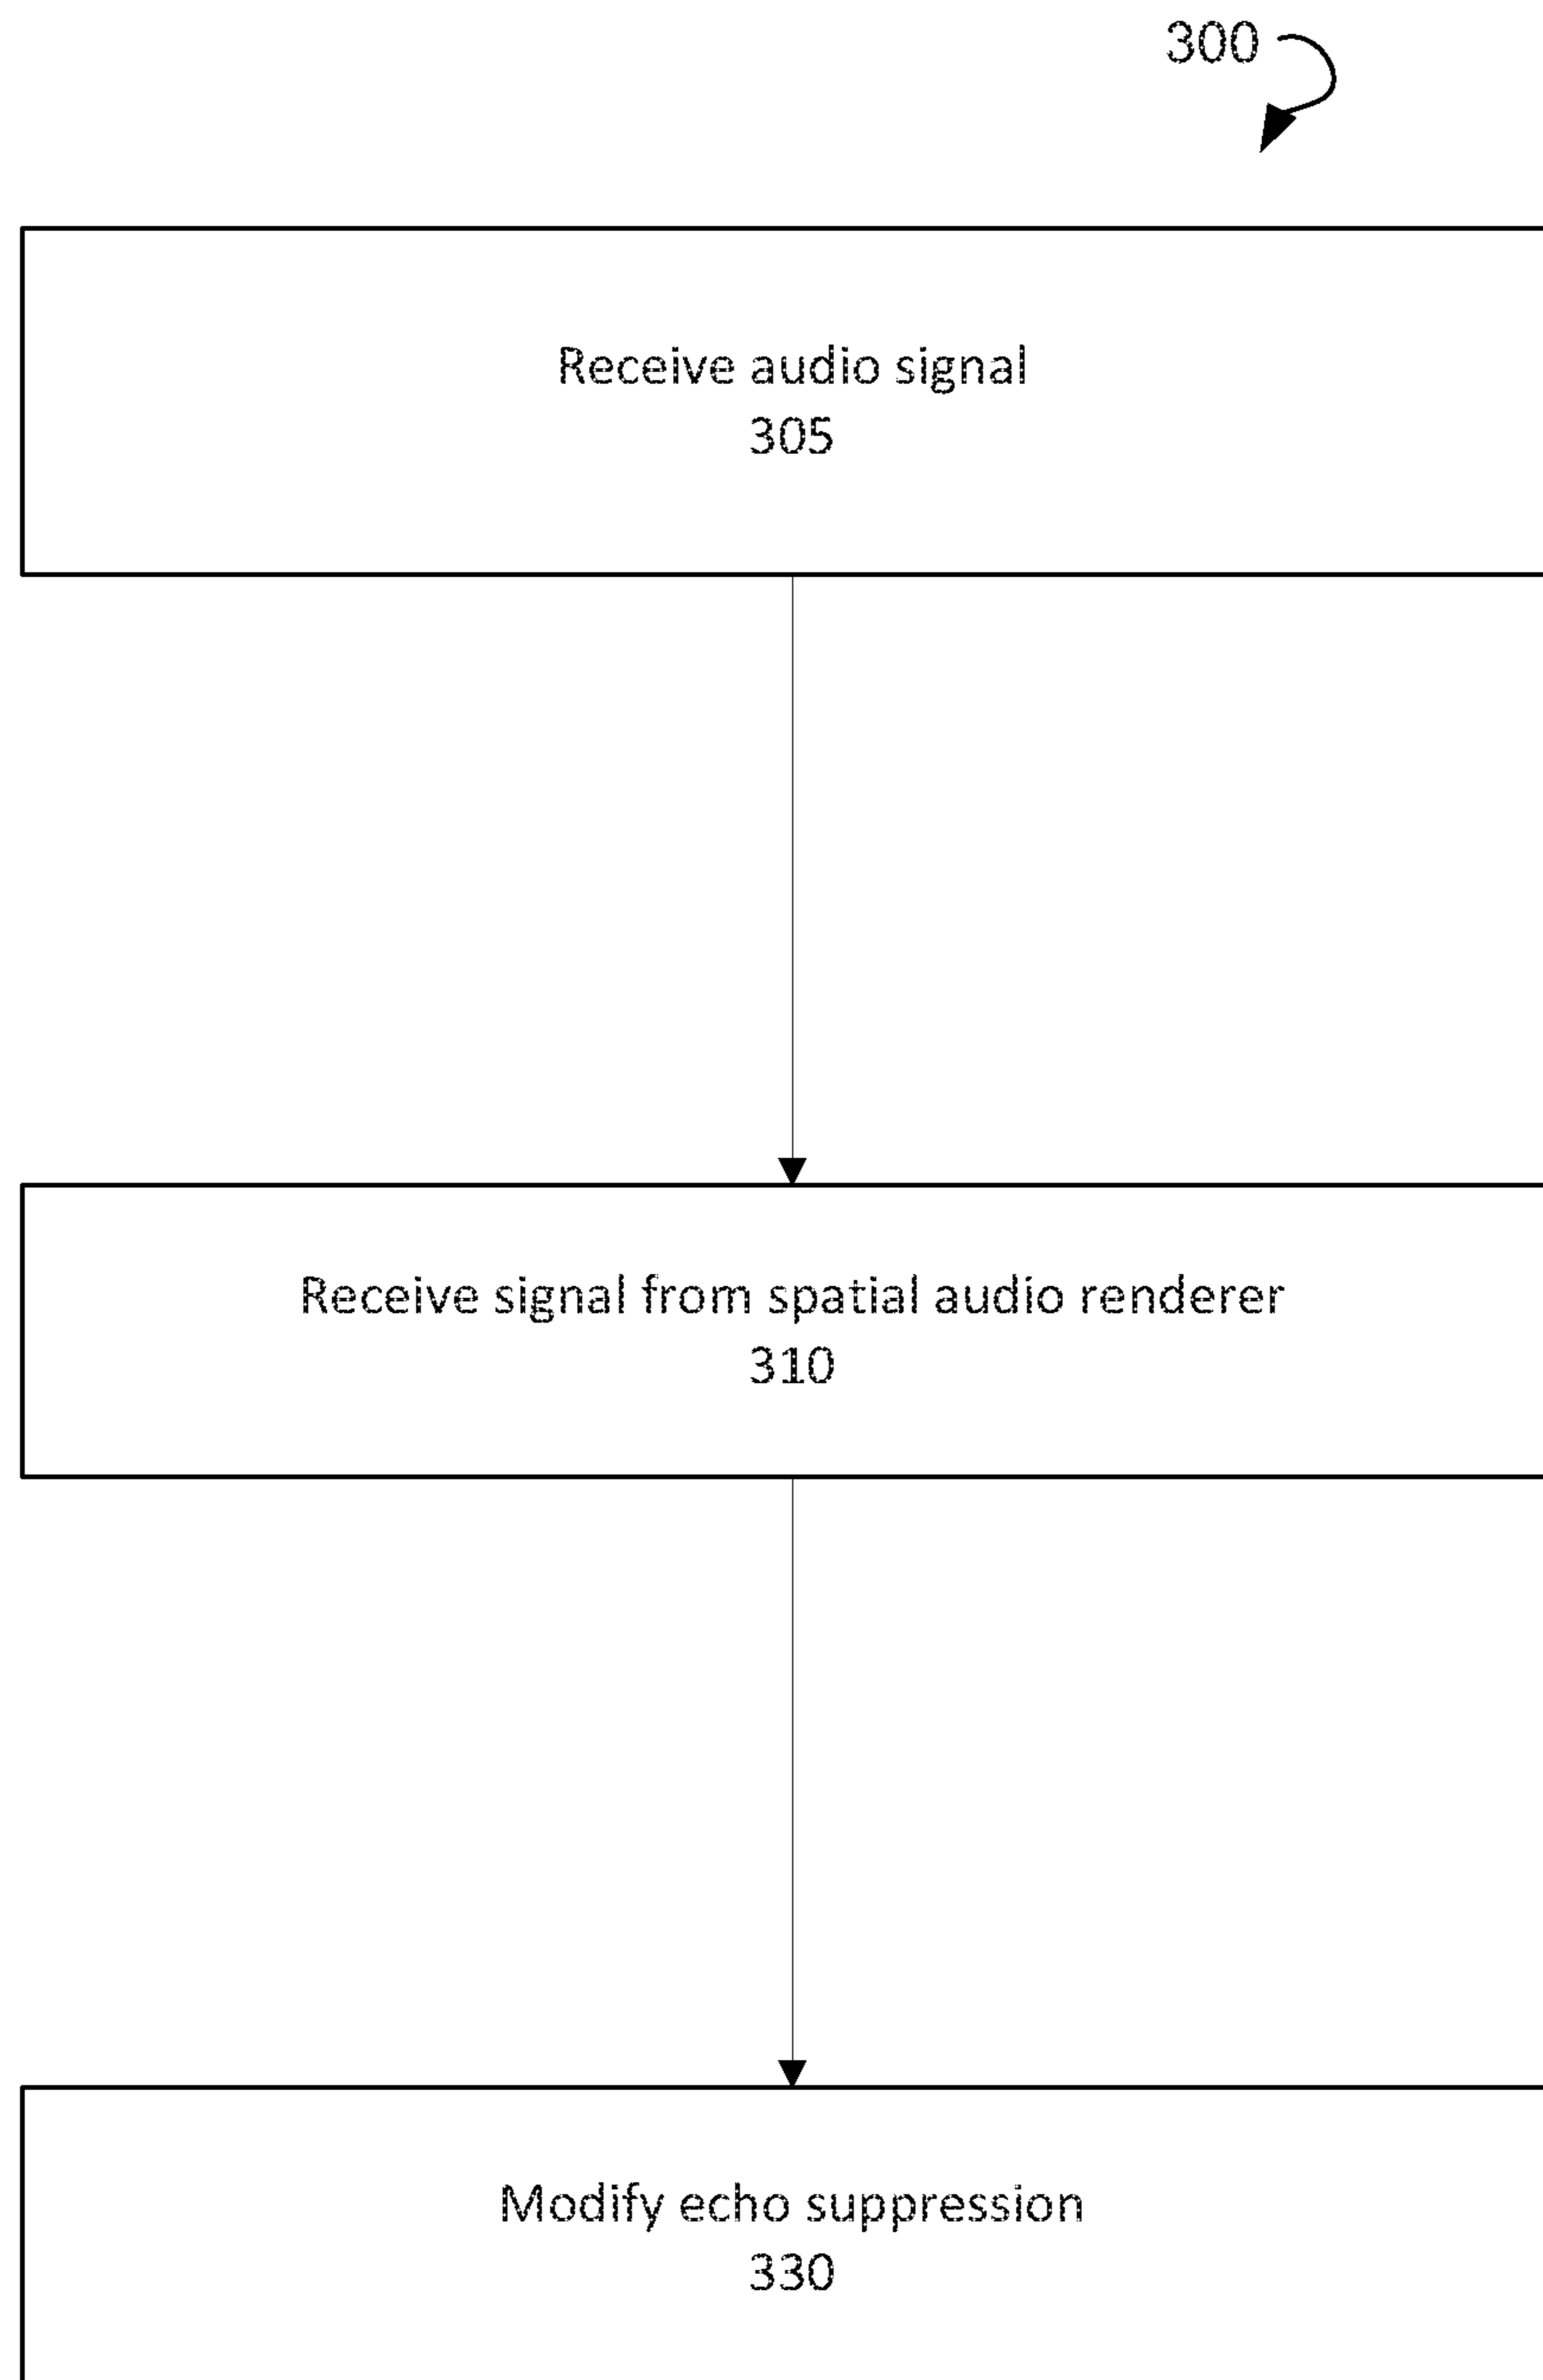 300
Receive audio signal
305
Receive signal from spatial audio renderer
310
Modify echo suppression
330